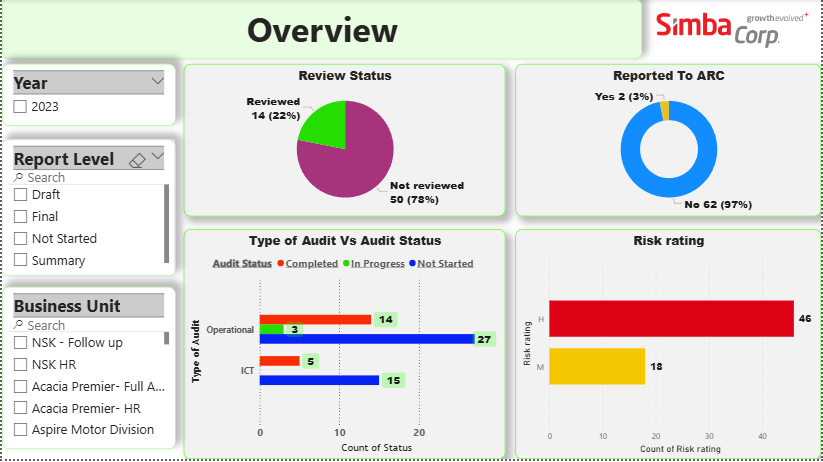 Overview
Simba
Corp.
growthevolved
Year
2023
Report Level
Search
Draft
Final
Not Started
Summary
Business Unit
Search
NSK - Follow up
NSK HR
Acacia Premier- Full A...
Acacia Premier- HR
Aspire Motor Division
Review Status
Reviewed
14 (22%)
Not reviewed
50 (78%)
Reported To ARC
Yes 2 (3%)
No 62 (97%)
Type of Audit Vs Audit Status
Audit Status Completed In Progress Not Started
Type of Audit
Operational
14
3
27
ICT
5
15
0 10 20
Count of Status
Risk rating
Risk rating
H
46
M
18
0 10 20 30 40
Count of Risk rating